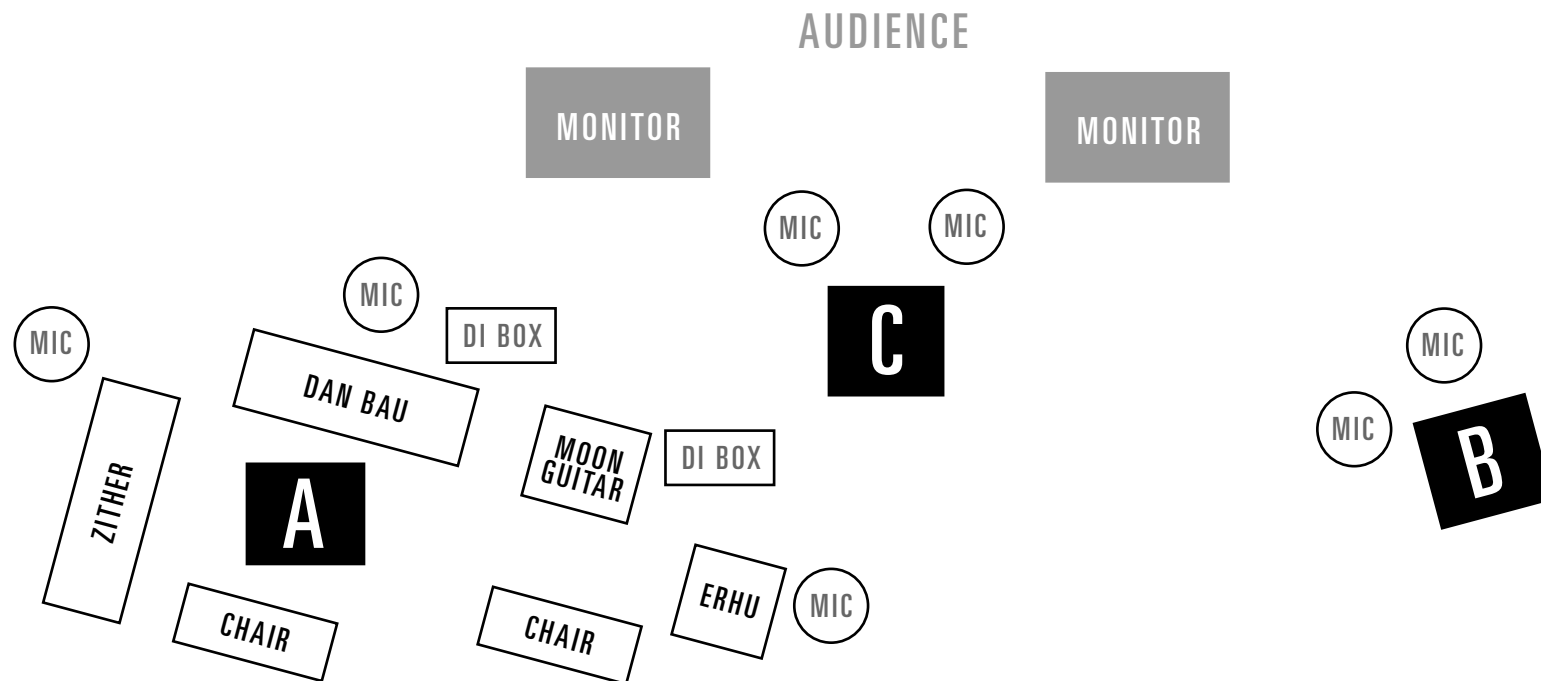 AUDIENCE
MONITOR
MONITOR
MIC
MIC
MIC
DI BOX
MIC
MIC
C
DAN BAU
MIC
B
MOON
GUITAR
DI BOX
ZITHER
A
ERHU
MIC
CHAIR
CHAIR